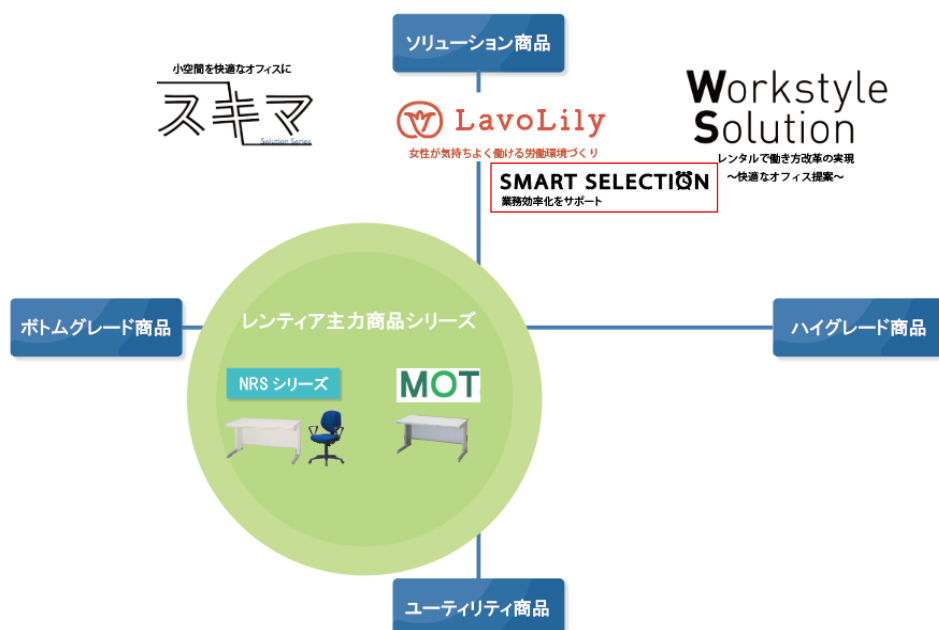 ソリューション商品
小空間を快適なオフィスに
スキマ
Solution Series
LavoLily
女性が気持ちよく働ける労働環境づくり
Workstyle
Solution
レンタルで働き方改革の実現
～快適なオフィス提案～
SMART SELECTION
業務効率化をサポート
ボトムグレード商品
レンティア主力商品シリーズ
ハイグレード商品
NRS シリーズ
MOT
ユーティリティ商品